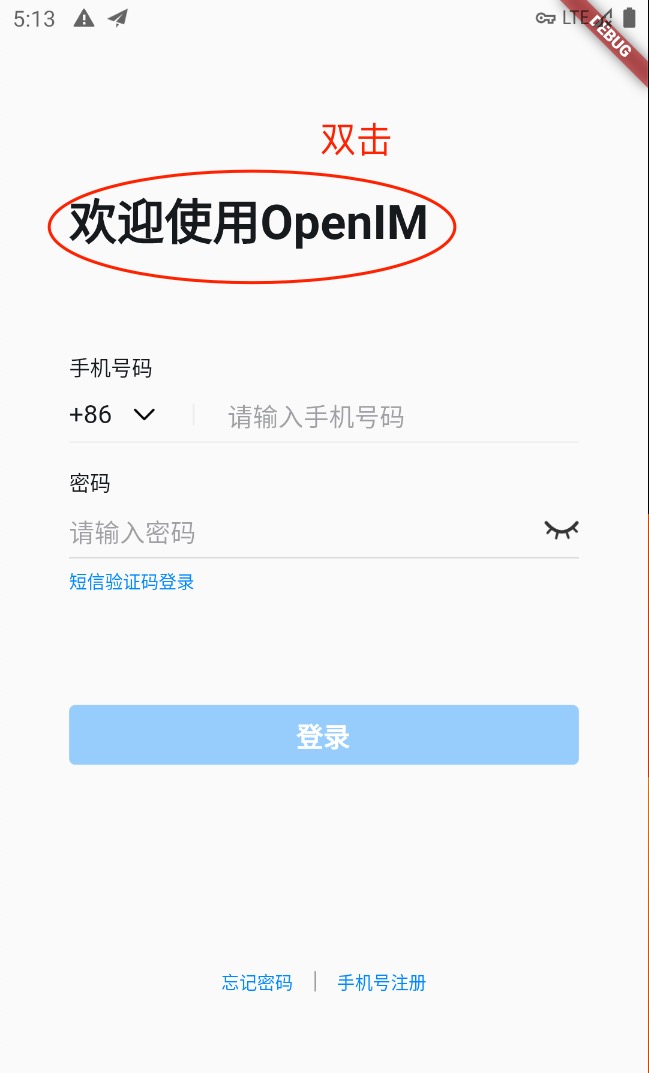 5:13 LTE
DEBUG
双击
欢迎使用OpenIM
手机号码
+86 请输入手机号码
密码
请输入密码
短信验证码登录
登录
忘记密码 | 手机号注册